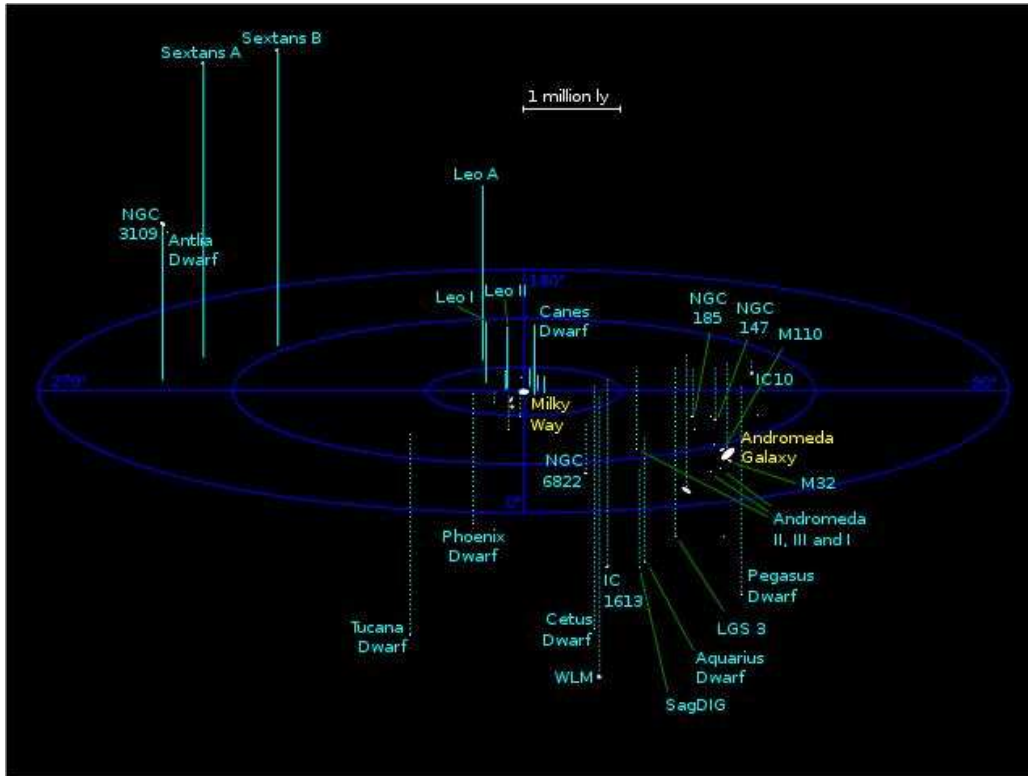 Sextans B
Sextans A
1 million ly
Leo A
NGC
3109
Antlia
Dwarf
180°
Leo I
Leo II
Canes
Dwarf
NGC
185
NGC
147
M110
270°
IC10
90°
Milky
Way
Andromeda
Galaxy
NGC
6822
M32
0°
Andromeda
II, III and I
Phoenix
Dwarf
IC
1613
Pegasus
Dwarf
Tucana
Dwarf
Cetus
Dwarf
LGS 3
Aquarius
Dwarf
WLM
SagDIG